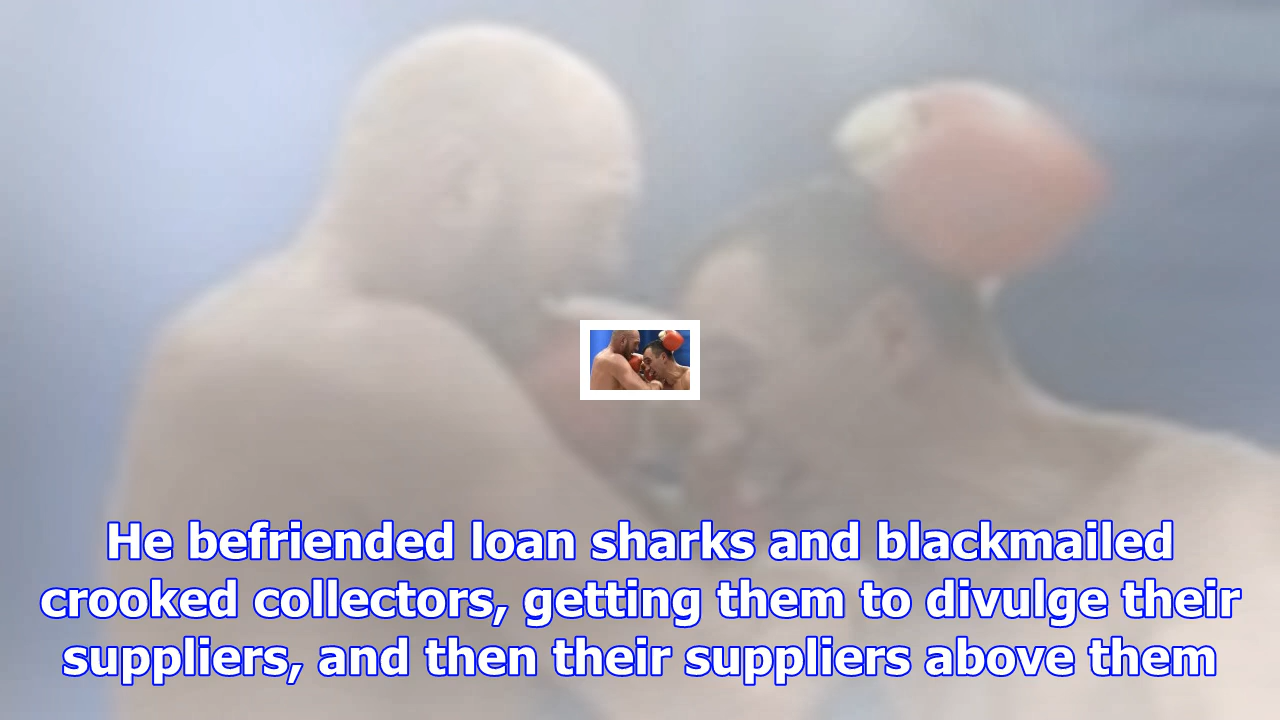 He befriended loan sharks and blackmailed
crooked collectors, getting them to divulge their
suppliers, and then their suppliers above them